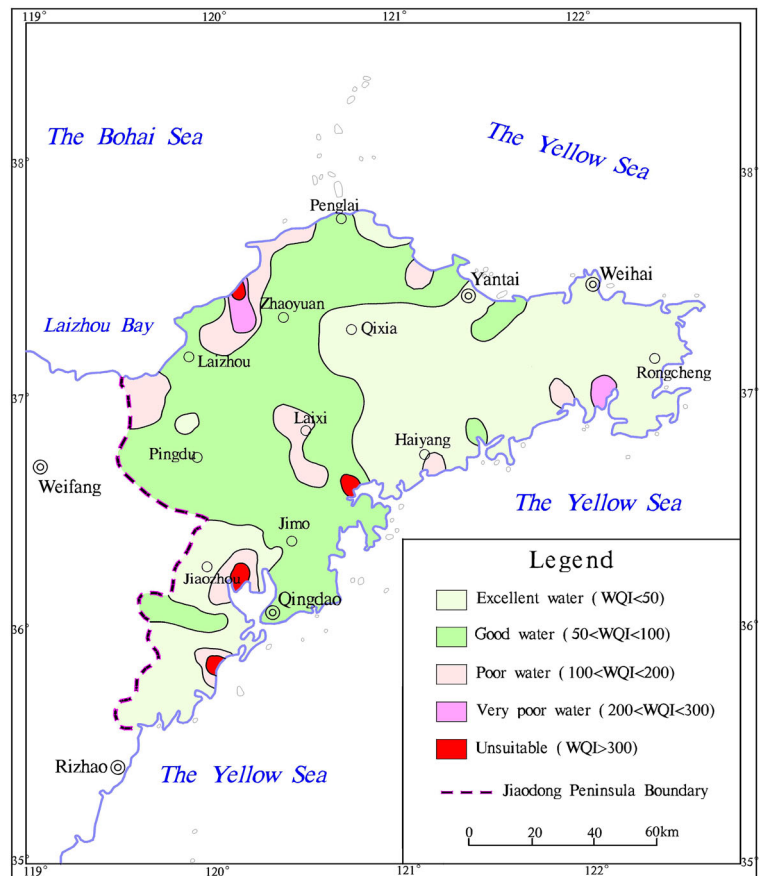 119°
120°
121°
122°
38°
38°
The Bohai Sea
The Yellow Sea
Penglai
Yantai
Weihai
Zhaoyuan
Laizhou Bay
Qixia
Laizhou
Rongcheng
37°
37°
Laixi
Haiyang
Pingdu
Weifang
The Yellow Sea
Jimo
Jiaozhou
Qingdao
36°
36°
Rizhao
The Yellow Sea
Legend
Excellent water (WQI<50)
Good water (50<WQI<100)
Poor water (100<WQI<200)
Very poor water (200<WQI<300)
Unsuitable (WQI>300)
Jiaodong Peninsula Boundary
0 20 40 60km
35°
35°
119°
120°
121°
122°